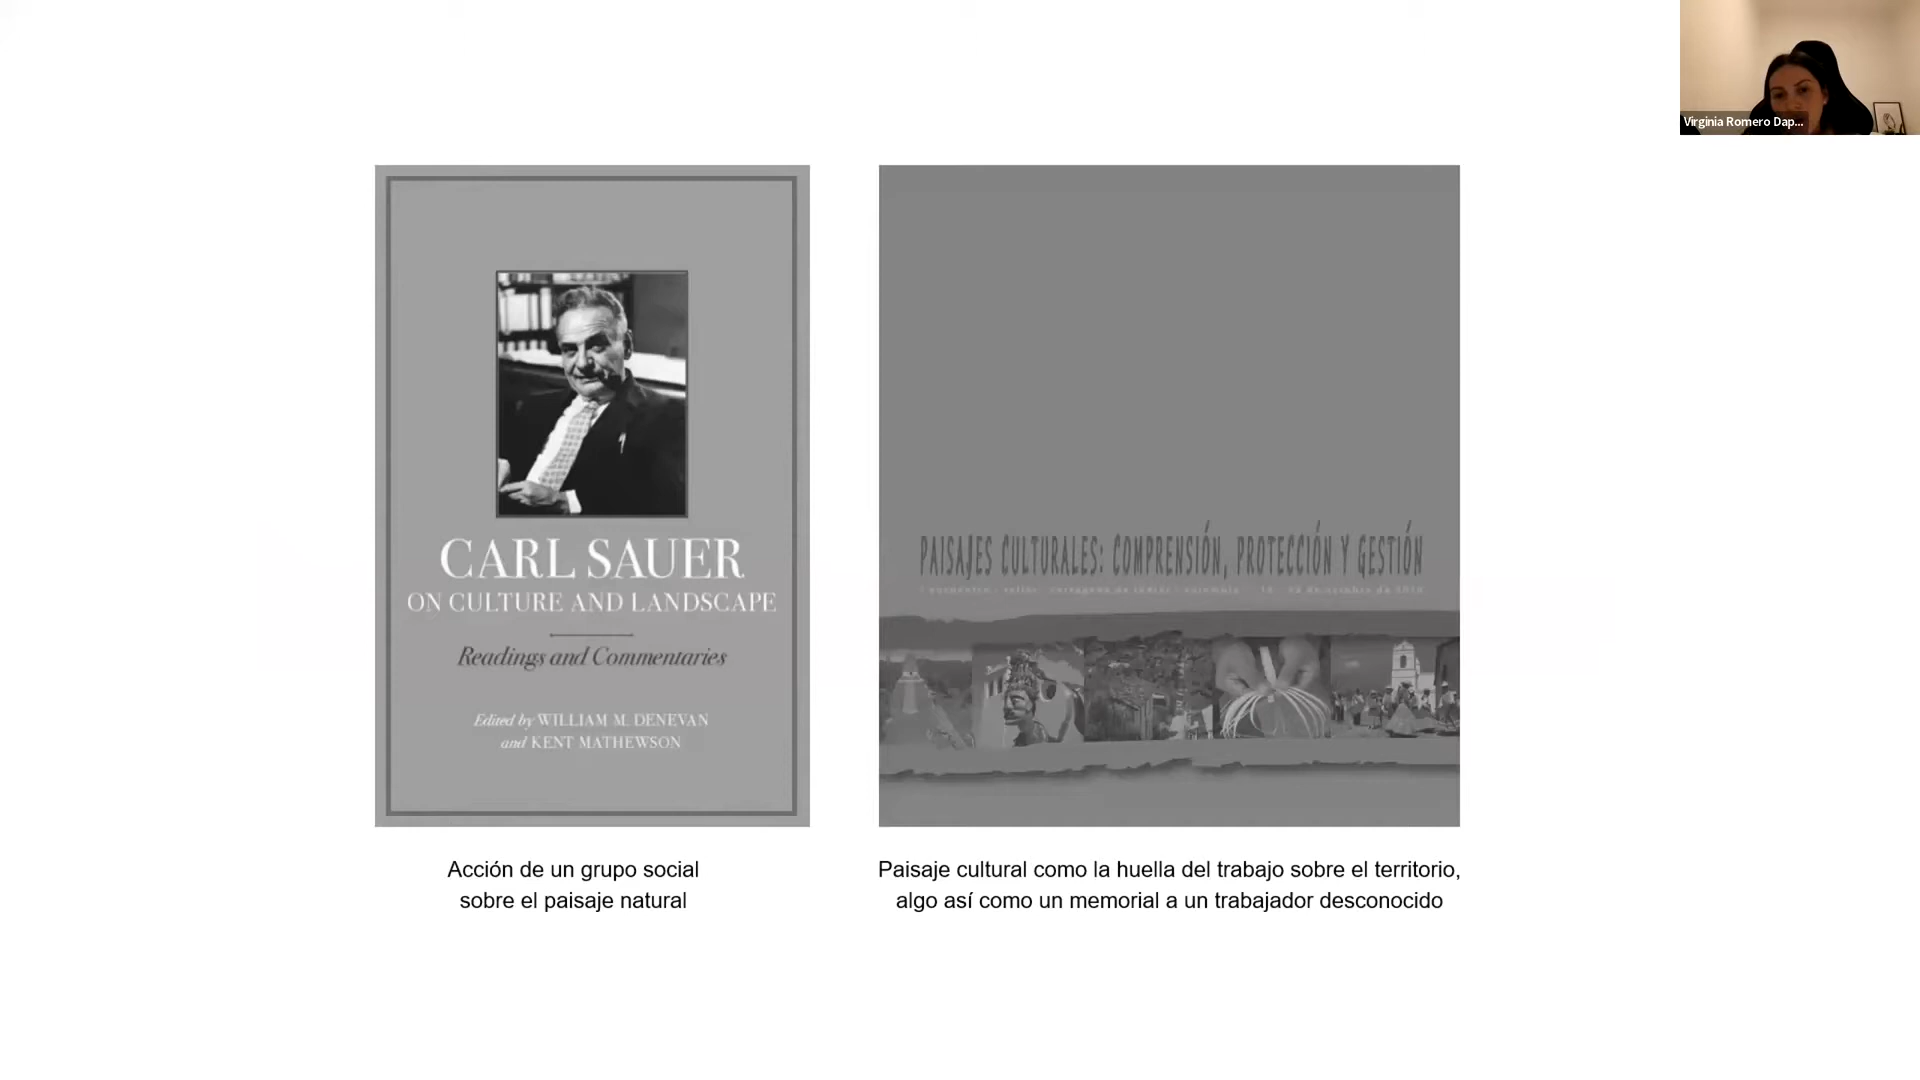 Virginia Romero Dap...
CARL SAUER
ON CULTURE AND LANDSCAPE
Readings and Commentaries
Edited by WILLIAM M. DENEVAN
and KENT MATHEWSON
PAISAJES CULTURALES: COMPRENSIÓN, PROTECCIÓN Y GESTIÓN
Acción de un grupo social
sobre el paisaje natural
Paisaje cultural como la huella del trabajo sobre el territorio,
algo así como un memorial a un trabajador desconocido